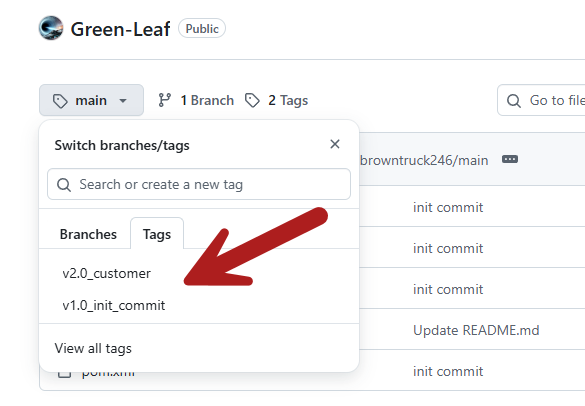 Green-Leaf Public
main 1 Branch 2 Tags Go to file
Switch branches/tags
browntruck246/main
Search or create a new tag
init commit
Branches Tags
init commit
v2.0_customer
init commit
v1.0_init_commit
Update README.md
View all tags
pom.xml init commit